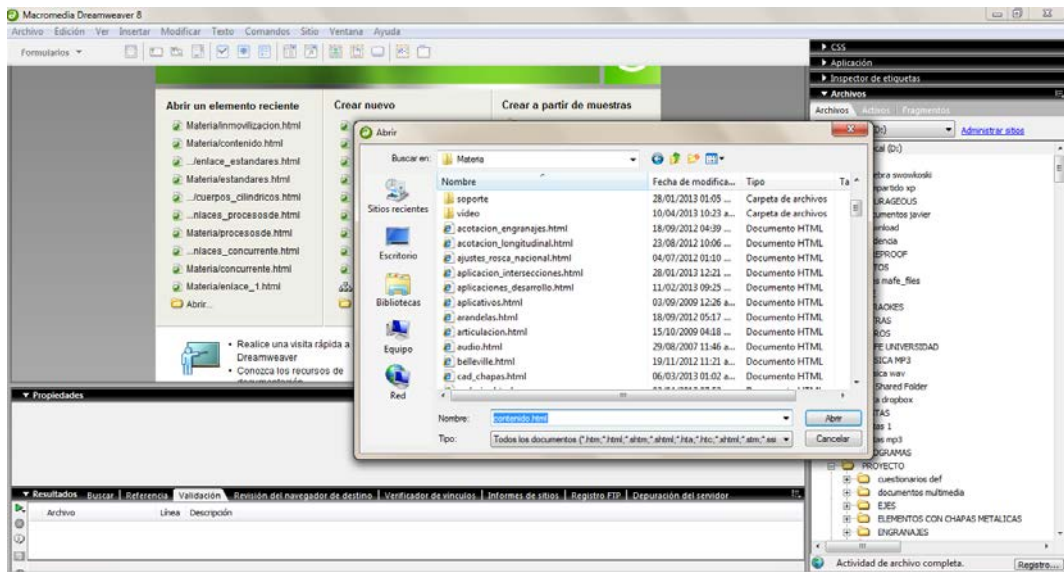 Macromedia Dreamweaver 8
Archivo Edición Ver Insertar Modificar Texto Comandos Sitio Ventana Ayuda
Formularios
Abrir un elemento reciente
Materia/inmovilizacion.html
Materia/contenido.html
.../enlace_estandares.html
Materia/estandares.html
.../cuerpos_cilindricos.html
...nlaces_procesosde.html
Materia/procesosde.html
...nlaces_concurrente.html
Materia/concurrente.html
Materia/enlace_1.html
Abrir...
Crear nuevo
Crear a partir de muestras
Realice una visita rápida a
Dreamweaver
Conozca los recursos de
Abrir
Buscar en: Materia
Sitios recientes
Escritorio
Bibliotecas
Equipo
Red
Nombre Fecha de modifica... Tipo Ta
soporte 28/01/2013 01:05 ... Carpeta de archivos
video 10/04/2013 10:23 a... Carpeta de archivos
acotacion_engranajes.html 18/09/2012 04:39 ... Documento HTML
acotacion_longitudinal.html 23/08/2012 10:06 ... Documento HTML
ajustes_rosca_nacional.html 04/07/2012 01:10 ... Documento HTML
aplicacion_intersecciones.html 28/01/2013 12:21 ... Documento HTML
aplicaciones_desarrollo.html 11/02/2013 09:25 ... Documento HTML
aplicativos.html 03/09/2009 12:26 a... Documento HTML
arandelas.html 18/09/2012 05:17 ... Documento HTML
articulacion.html 15/10/2009 04:18 ... Documento HTML
audio.html 29/08/2007 11:46 a... Documento HTML
belleville.html 19/11/2012 11:21 a... Documento HTML
cad_chapas.html 06/03/2013 01:02 a... Documento HTML
Nombre: contenido.html Abrir
Tipo: Todos los documentos (*.htm;*.html;*.shtm;*.shtml;*.hta;*.htc;*.xhtml;*.stm;*.ssi Cancelar
CSS
Aplicación
Inspector de etiquetas
Archivos
Archivos Activos Fragmentos
Administrar sitios
PROYECTO
cuestionarios def
documentos multimedia
EJES
ELEMENTOS CON CHAPAS METALICAS
ENGRANAJES
Actividad de archivo completa. Registro...
Propiedades
Resultados Buscar Referencia Validación Revisión del navegador de destino Verificador de vínculos Informes de sitios Registro FTP Depuración del servidor
Archivo Línea Descripción